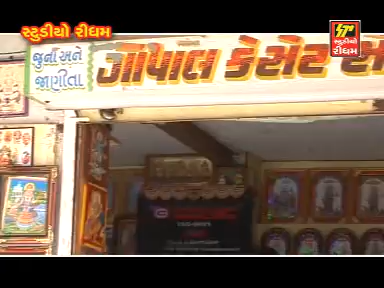 સ્ટુડીયો રીધમ
સ્ટુડીયો
રીધમ
જુની અને
જાણીતા
ગોપાલ કેસેટ